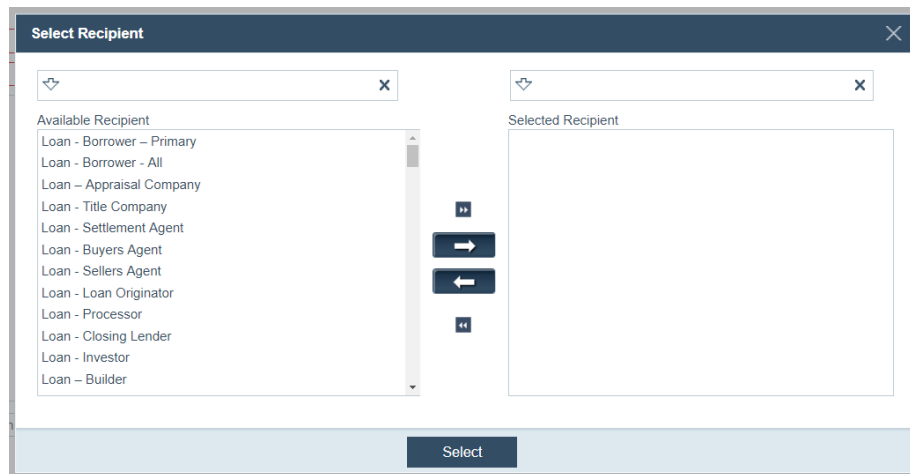 Select Recipient
Available Recipient
Loan - Borrower – Primary
Loan - Borrower - All
Loan – Appraisal Company
Loan - Title Company
Loan - Settlement Agent
Loan - Buyers Agent
Loan - Sellers Agent
Loan - Loan Originator
Loan - Processor
Loan - Closing Lender
Loan - Investor
Loan – Builder
Selected Recipient
Select